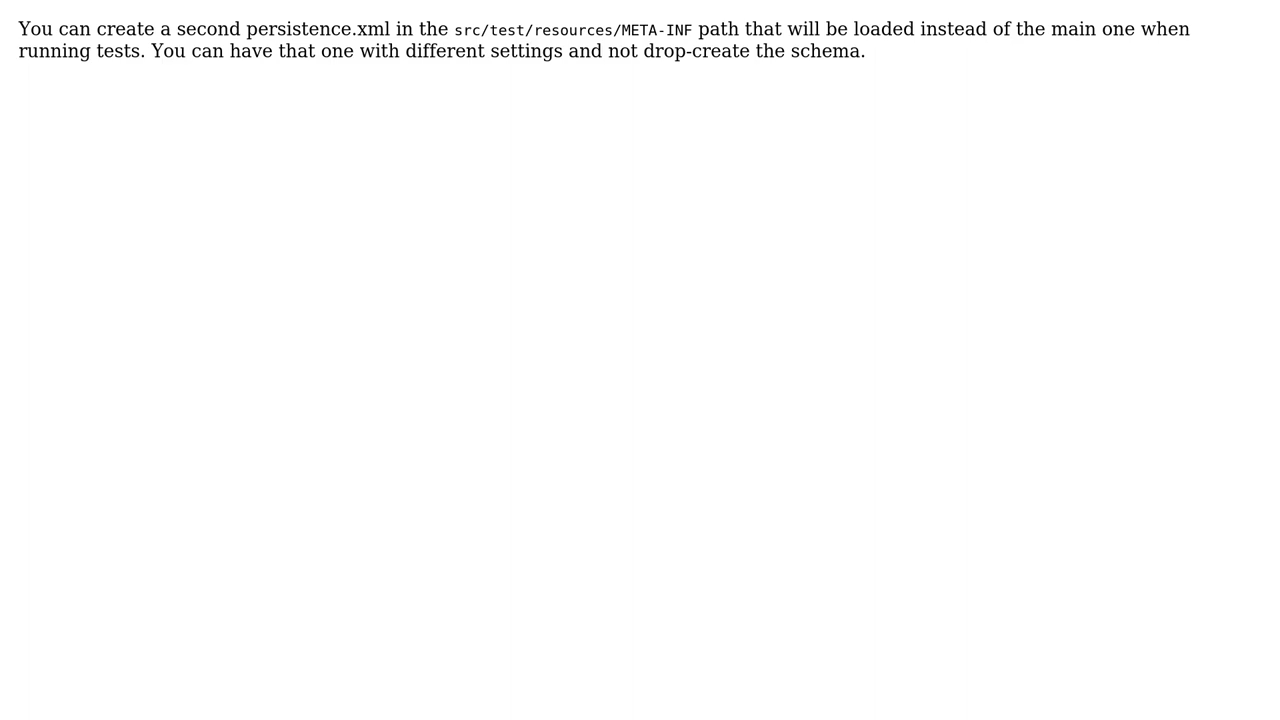 You can create a second persistence.xml in the src/test/resources/META-INF path that will be loaded instead of the main one when
running tests. You can have that one with different settings and not drop-create the schema.